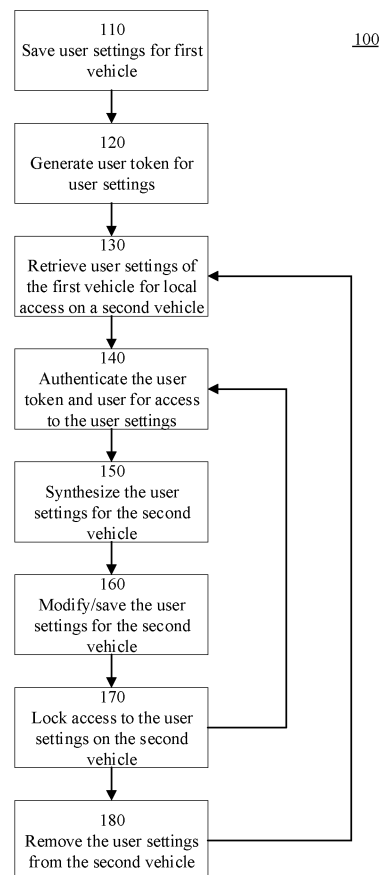 110
Save user settings for first
vehicle
100
120
Generate user token for
user settings
130
Retrieve user settings of
the first vehicle for local
access on a second vehicle
140
Authenticate the user
token and user for access
to the user settings
150
Synthesize the user
settings for the second
vehicle
160
Modify/save the user
settings for the second
vehicle
170
Lock access to the user
settings on the second
vehicle
180
Remove the user settings
from the second vehicle